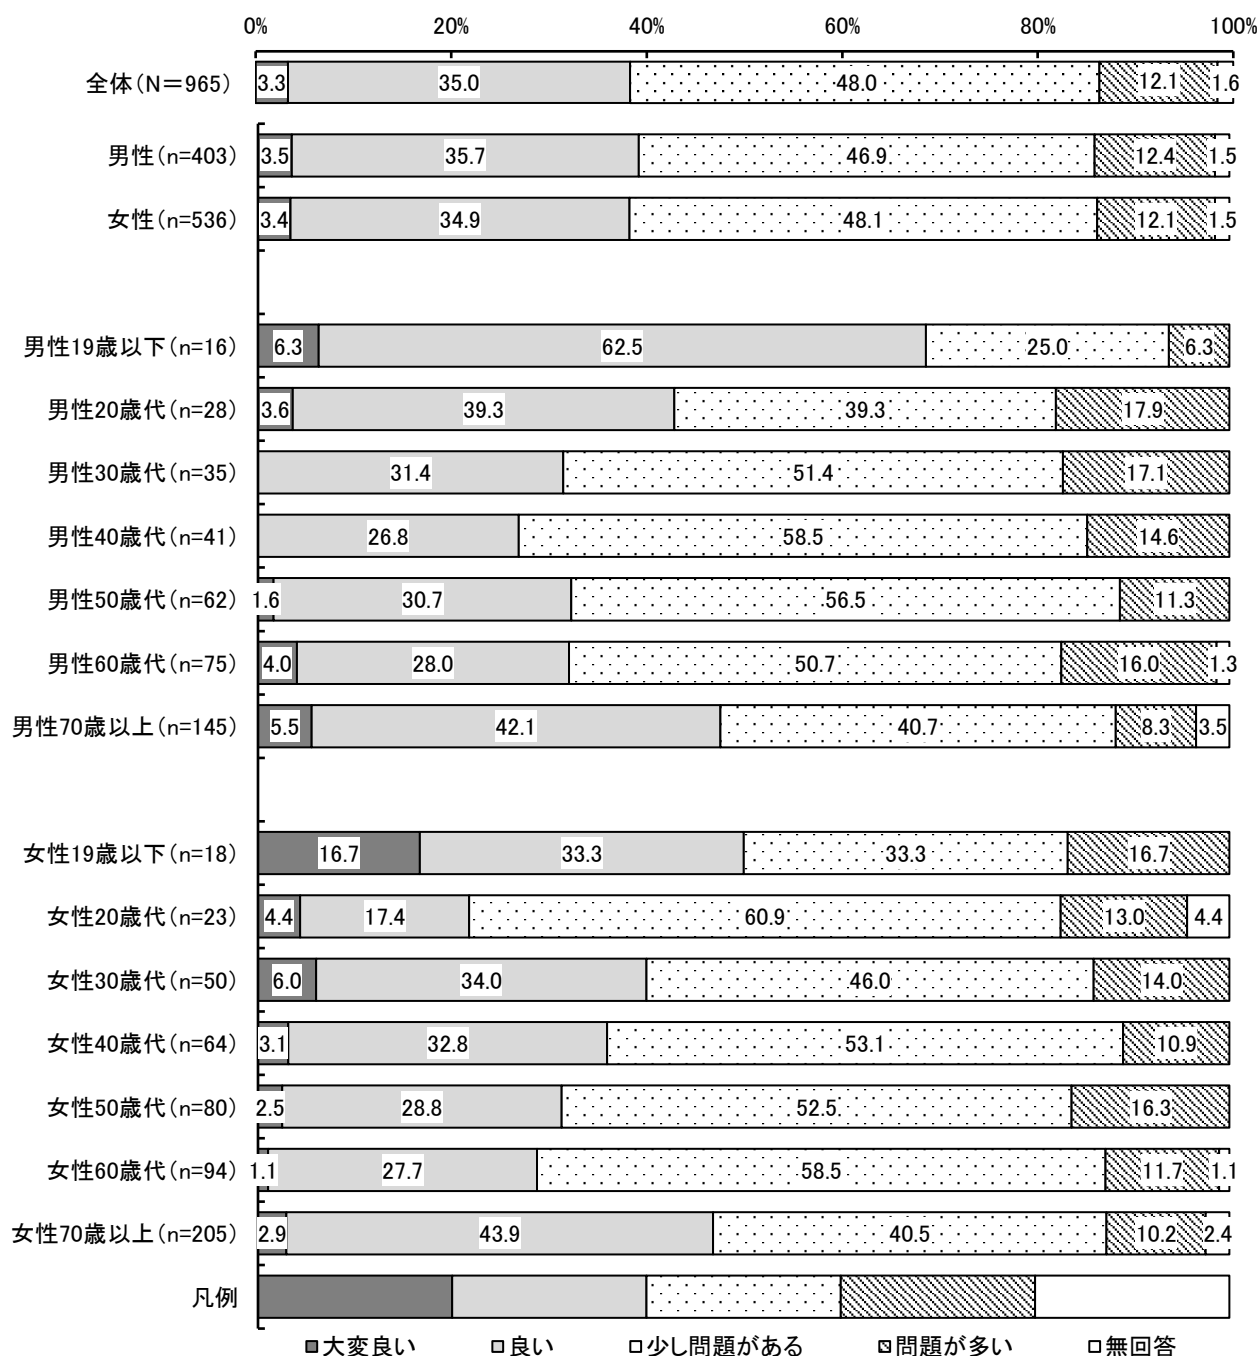 0% 20% 40% 60% 80% 100%
全体(N=965) 3.3 35.0 48.0 12.1 1.6
男性(n=403) 3.5 35.7 46.9 12.4 1.5
女性(n=536) 3.4 34.9 48.1 12.1 1.5
男性19歳以下(n=16) 6.3 62.5 25.0 6.3
男性20歳代(n=28) 3.6 39.3 39.3 17.9
男性30歳代(n=35) 31.4 51.4 17.1
男性40歳代(n=41) 26.8 58.5 14.6
男性50歳代(n=62) 1.6 30.7 56.5 11.3
男性60歳代(n=75) 4.0 28.0 50.7 16.0 1.3
男性70歳以上(n=145) 5.5 42.1 40.7 8.3 3.5
女性19歳以下(n=18) 16.7 33.3 33.3 16.7
女性20歳代(n=23) 4.4 17.4 60.9 13.0 4.4
女性30歳代(n=50) 6.0 34.0 46.0 14.0
女性40歳代(n=64) 3.1 32.8 53.1 10.9
女性50歳代(n=80) 2.5 28.8 52.5 16.3
女性60歳代(n=94) 1.1 27.7 58.5 11.7 1.1
女性70歳以上(n=205) 2.9 43.9 40.5 10.2 2.4
凡例
大変良い 良い 少し問題がある 問題が多い 無回答